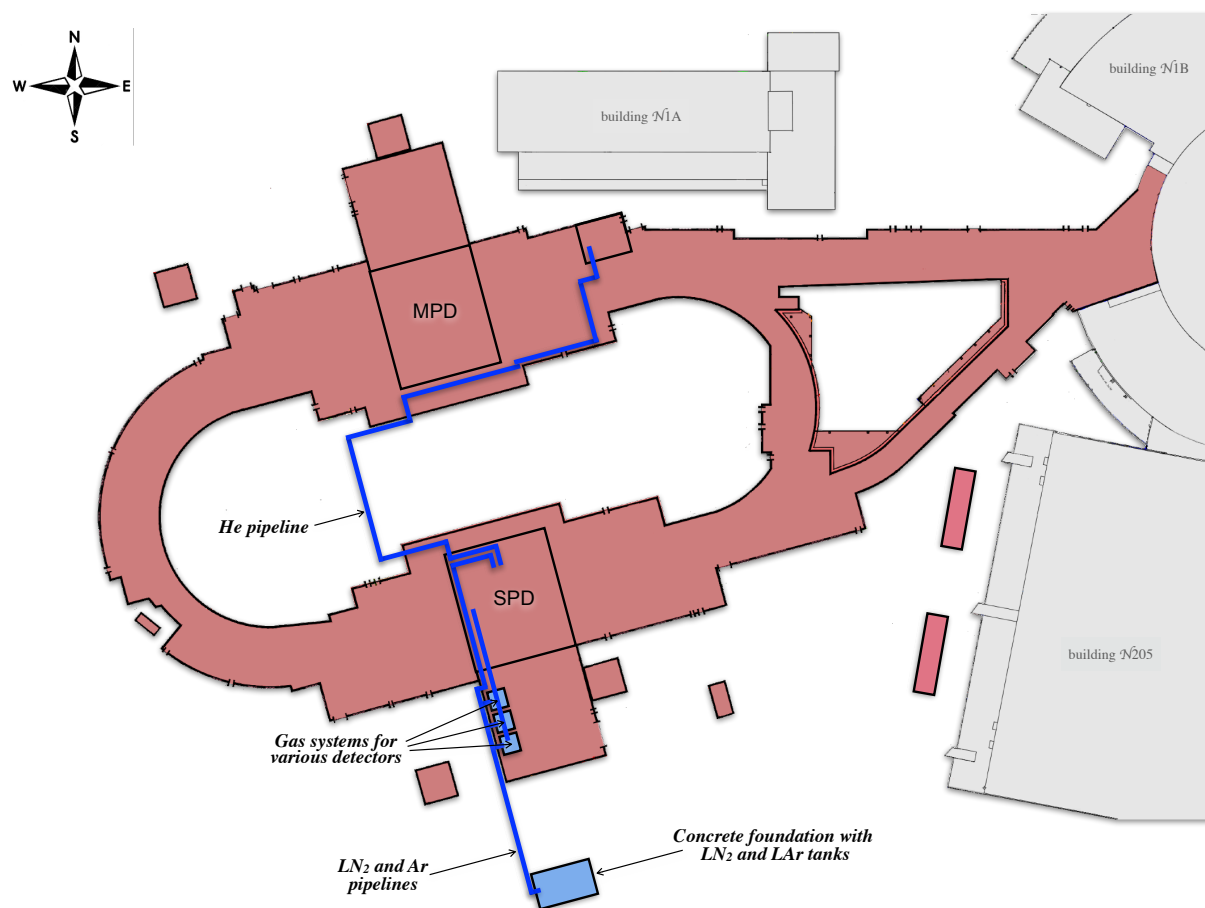 N
W E
S
building №1A
building №1B
MPD
He pipeline
SPD
building №205
Gas systems for
various detectors
Concrete foundation with
LN₂ and LAr tanks
LN₂ and Ar
pipelines